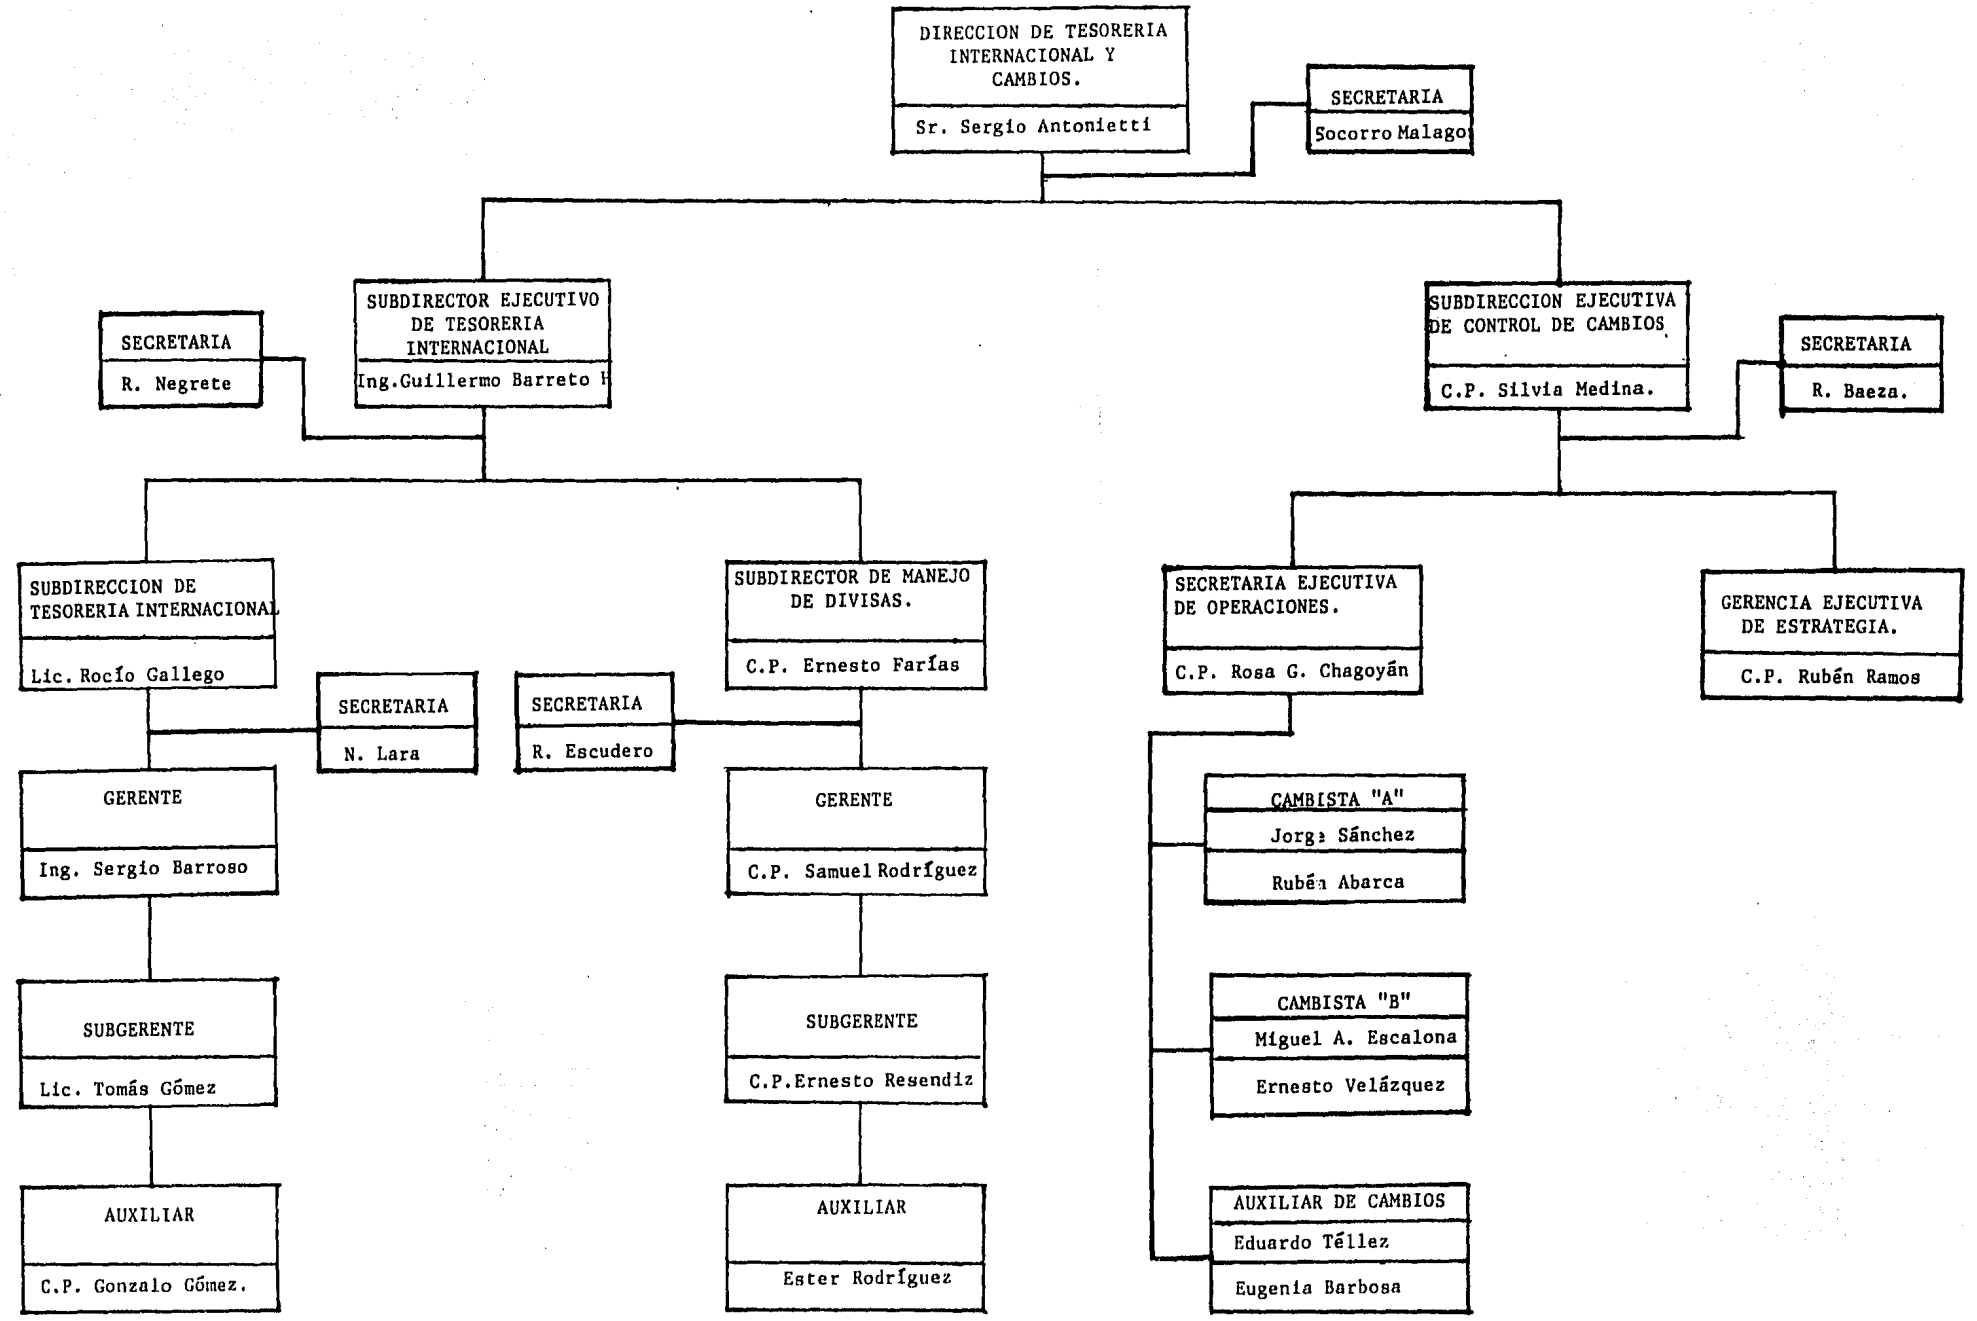 DIRECCION DE TESORERIA
INTERNACIONAL Y
CAMBIOS.
Sr. Sergio Antonietti
SECRETARIA
Socorro Malago
SUBDIRECTOR EJECUTIVO
DE TESORERIA
INTERNACIONAL
Ing.Guillermo Barreto
SECRETARIA
R. Negrete
SUBDIRECCION EJECUTIVA
DE CONTROL DE CAMBIOS
C.P. Silvia Medina.
SECRETARIA
R. Baeza.
SUBDIRECCION DE
TESORERIA INTERNACIONAL
Lic. Rocío Gallego
SECRETARIA
N. Lara
SUBDIRECTOR DE MANEJO
DE DIVISAS.
C.P. Ernesto Farías
SECRETARIA
R. Escudero
SECRETARIA EJECUTIVA
DE OPERACIONES.
C.P. Rosa G. Chagoyán
GERENCIA EJECUTIVA
DE ESTRATEGIA.
C.P. Rubén Ramos
GERENTE
Ing. Sergio Barroso
GERENTE
C.P. Samuel Rodríguez
CAMBISTA "A"
Jorge Sánchez
Rubén Abarca
SUBGERENTE
Lic. Tomás Gómez
SUBGERENTE
C.P.Ernesto Resendiz
CAMBISTA "B"
Miguel A. Escalona
Ernesto Velázquez
AUXILIAR
C.P. Gonzalo Gómez.
AUXILIAR
Ester Rodríguez
AUXILIAR DE CAMBIOS
Eduardo Téllez
Eugenia Barbosa